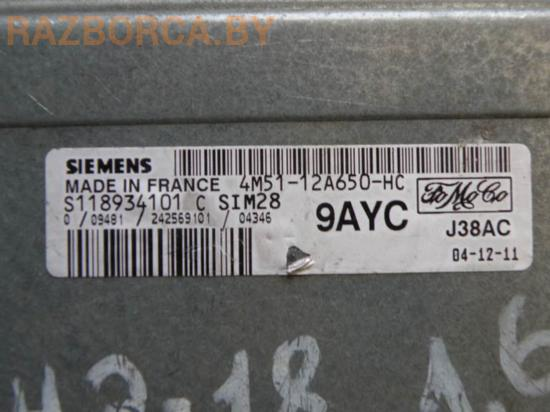 RAZBORCA.BY
SIEMENS
MADE IN FRANCE 4M51-12A650-HC
S118934101 C SIM28
0 / 09481 / 242569101 / 04346
9AYC
FoMoCo
J38AC
04-12-11